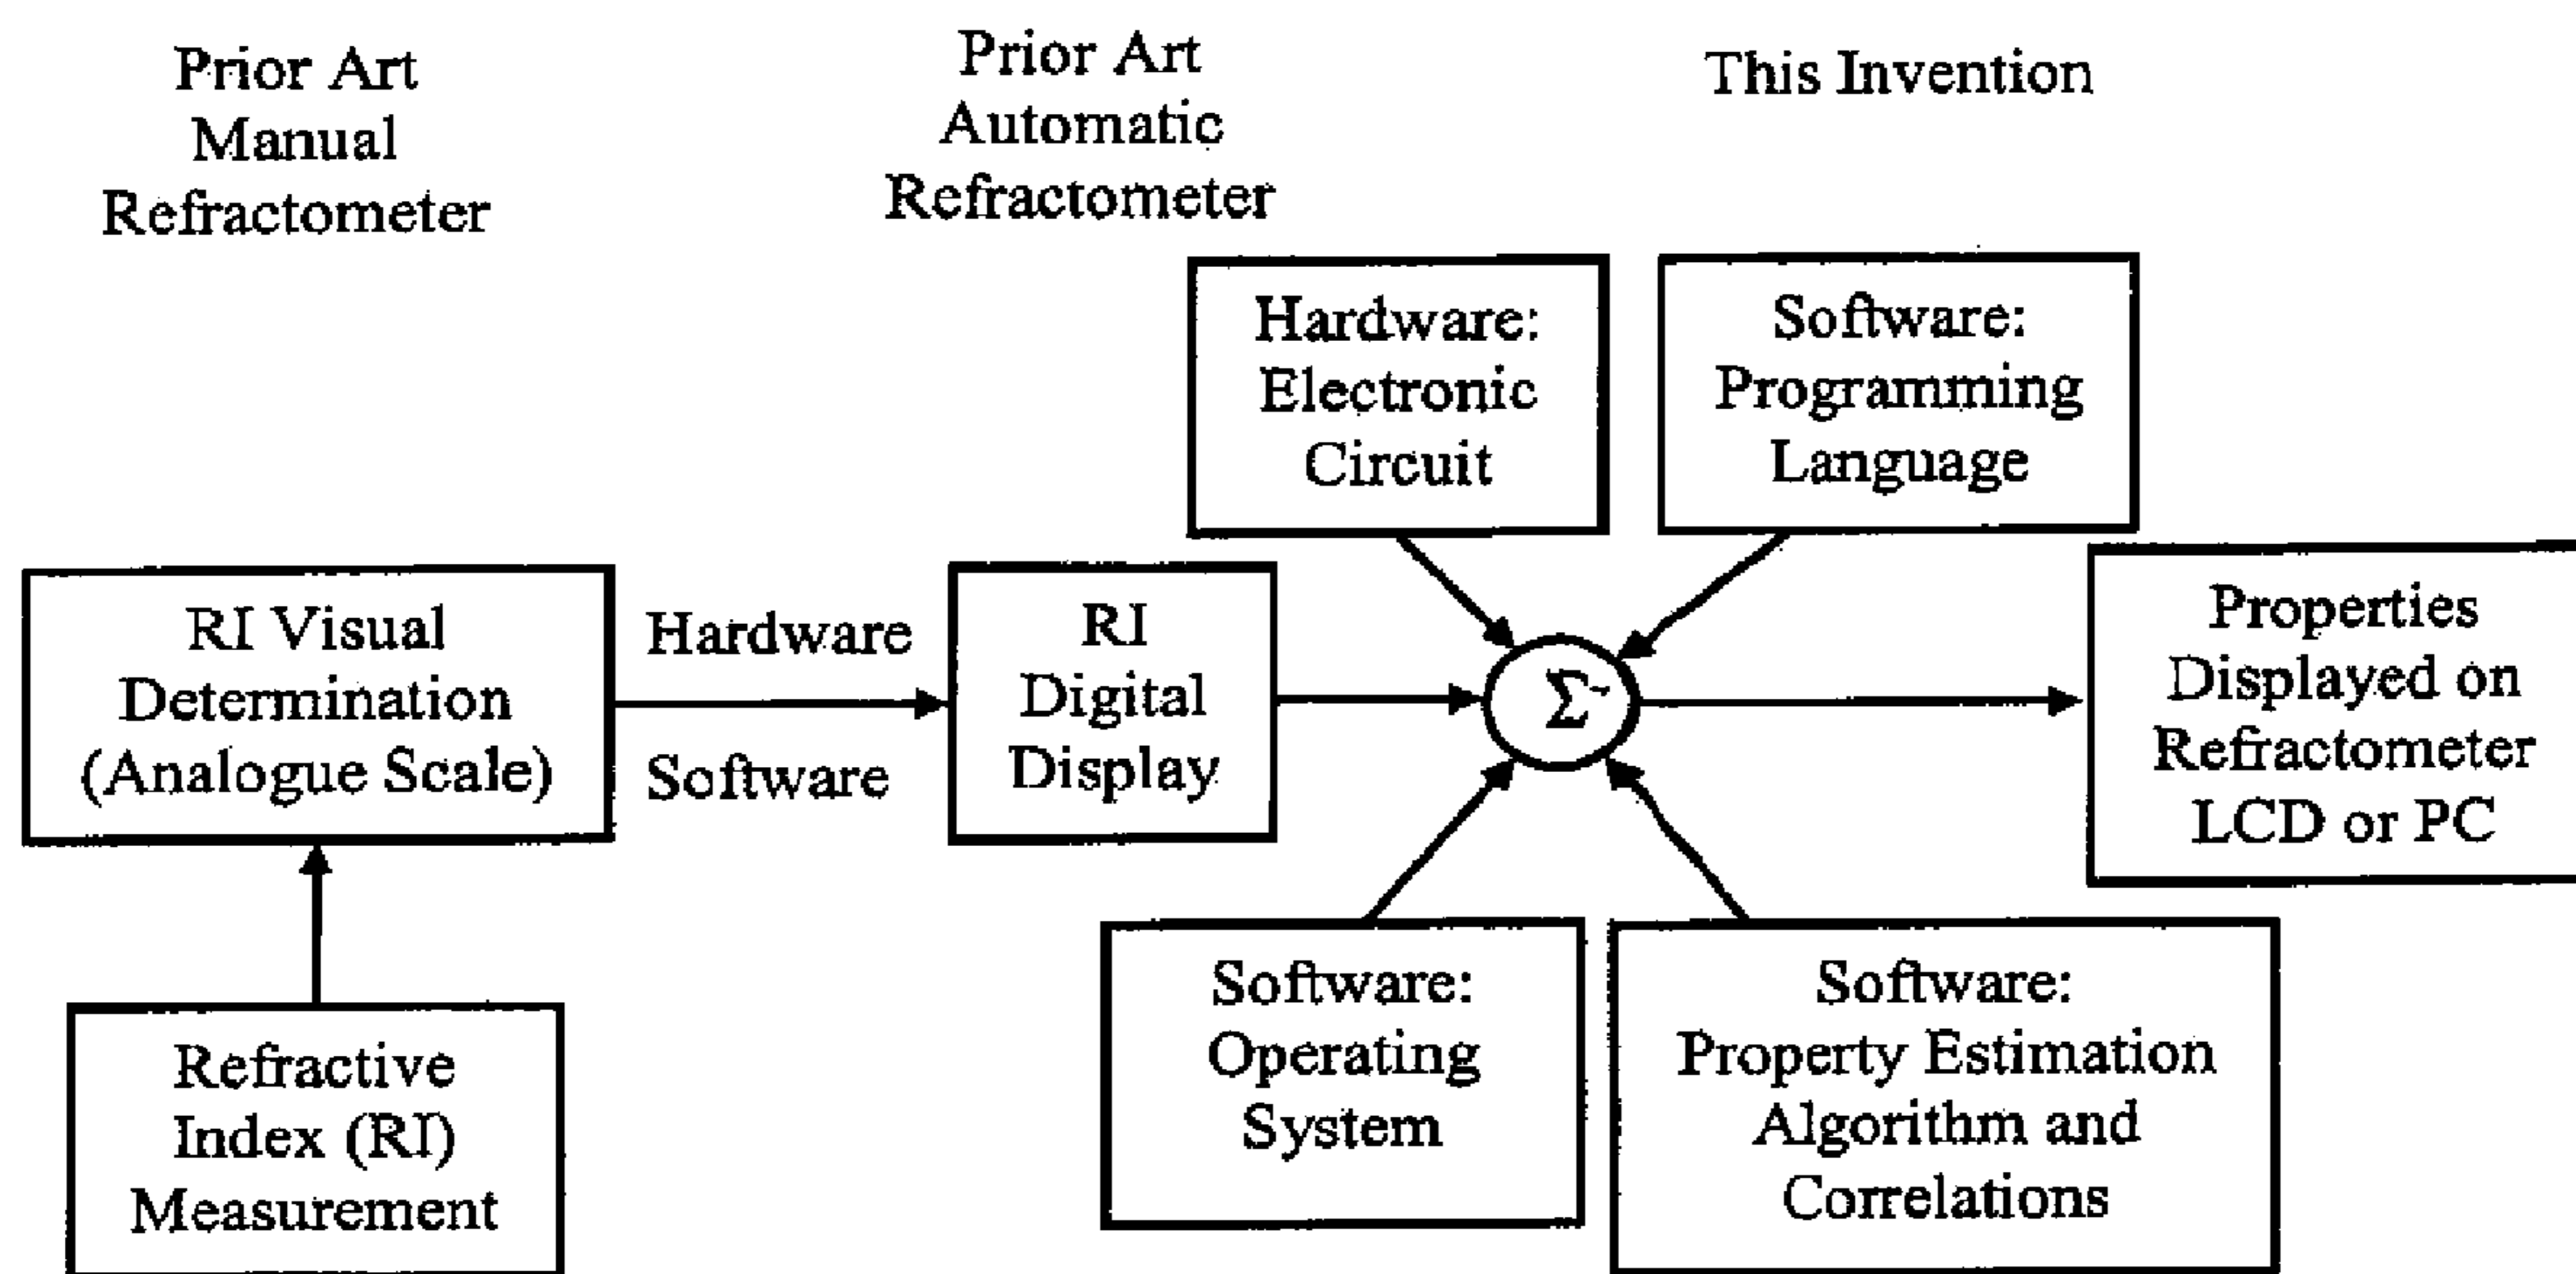 Prior Art
Manual
Refractometer
Prior Art
Automatic
Refractometer
This Invention
Hardware:
Electronic
Circuit
Software:
Programming
Language
RI Visual
Determination
(Analogue Scale)
Hardware
Software
RI
Digital
Display
Σ
Properties
Displayed on
Refractometer
LCD or PC
Refractive
Index (RI)
Measurement
Software:
Operating
System
Software:
Property Estimation
Algorithm and
Correlations